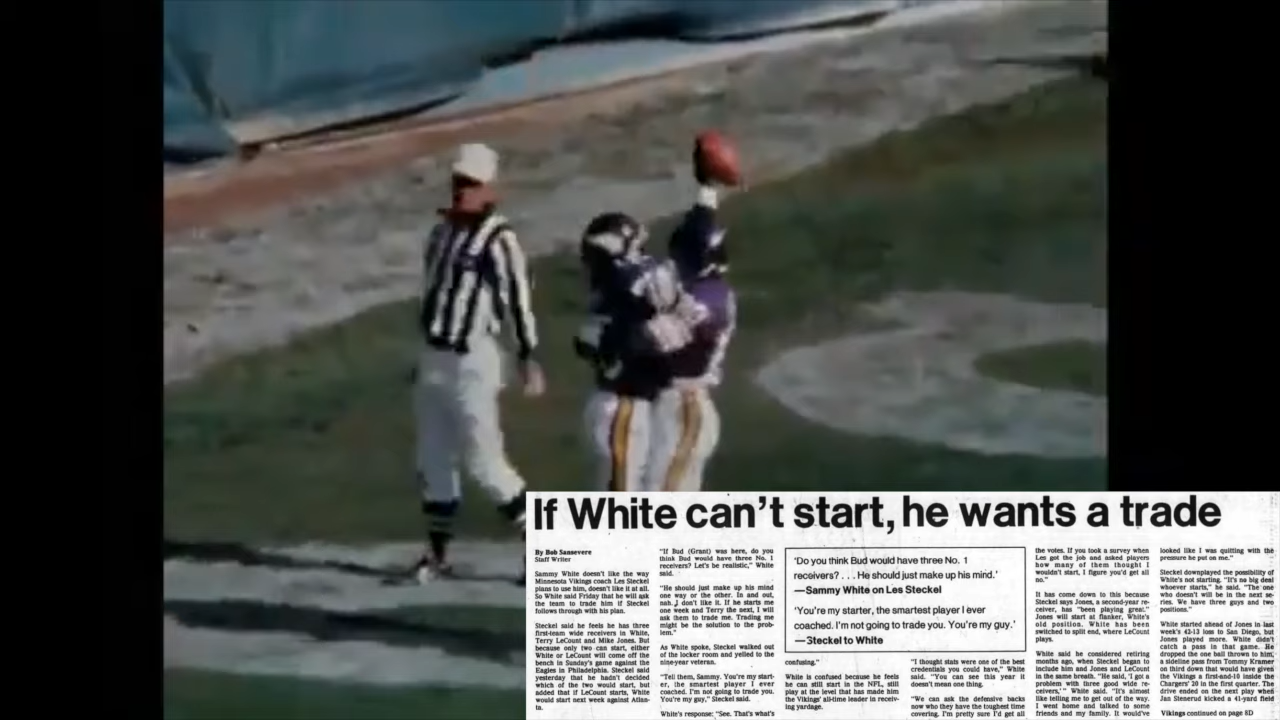 If White can't start, he wants a trade
By Bob Sansevere
Staff Writer
Sammy White doesn't like the way
Minnesota Vikings coach Les Steckel
plans to use him, doesn't like it at all.
So White said Friday that he will ask
the team to trade him if Steckel
follows through with his plan.
Steckel said he feels he has three
first-team wide receivers in White,
Terry LeCount and Mike Jones. But
because only two can start, either
White or LeCount will come off the
bench in Sunday's game against the
Eagles in Philadelphia. Steckel said
yesterday that he hadn't decided
which of the two would start, but
added that if LeCount starts, White
would start next week against Atlan-
ta.
"If Bud (Grant) was here, do you
think Bud would have three No. 1
receivers? Let's be realistic," White
said.
"He should just make up his mind
one way or the other. In and out,
nah. I don't like it. If he starts me
one week and Terry the next, I will
ask them to trade me. Trading me
might be the solution to the prob-
lem."
As White spoke, Steckel walked out
of the locker room and yelled to the
nine-year veteran.
"Tell them, Sammy. You're my start-
er, the smartest player I ever
coached. I'm not going to trade you.
You're my guy," Steckel said.
White's response: "See. That's what's
'Do you think Bud would have three No. 1
receivers? . . . He should just make up his mind.'
—Sammy White on Les Steckel
'You're my starter, the smartest player I ever
coached. I'm not going to trade you. You're my guy.'
—Steckel to White
confusing."
White is confused because he feels
he can still start in the NFL, still
play at the level that has made him
the Vikings' all-time leader in receiv-
ing yardage.
"I thought stats were one of the best
credentials you could have," White
said. "You can see this year it
doesn't mean one thing.
"We can ask the defensive backs
now who they have the toughest time
covering. I'm pretty sure I'd get all
the votes. If you took a survey when
Les got the job and asked players
how many of them thought I
wouldn't start, I figure you'd get all
no."
It has come down to this because
Steckel says Jones, a second-year re-
ceiver, has "been playing great."
Jones will start at flanker, White's
old position. White has been
switched to split end, where LeCount
plays.
White said he considered retiring
months ago, when Steckel began to
include him and Jones and LeCount
in the same breath. "He said, 'I got a
problem with three good wide re-
ceivers,'" White said. "It's almost
like telling me to get out of the way.
I went home and talked to some
friends and my family. It would've
looked like I was quitting with the
pressure he put on me."
Steckel downplayed the possibility of
White's not starting. "It's no big deal
whoever starts," he said. "The one
who doesn't will be in the next se-
ries. We have three guys and two
positions."
White started ahead of Jones in last
week's 42-13 loss to San Diego, but
Jones played more. White didn't
catch a pass in that game. He
dropped the one ball thrown to him,
a sideline pass from Tommy Kramer
on third down that would have given
the Vikings a first-and-10 inside the
Chargers' 20 in the first quarter. The
drive ended on the next play when
Jan Stenerud kicked a 41-yard field
Vikings continued on page 8D